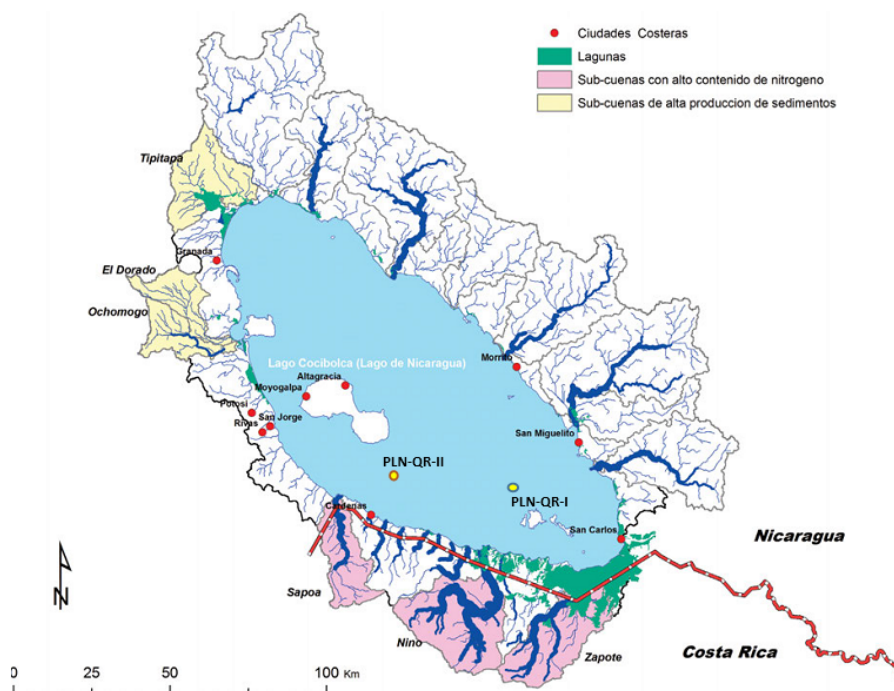 Ciudades Costeras
Lagunas
Sub-cuencas con alto contenido de nitrogeno
Sub-cuencas de alta produccion de sedimentos
Tipitapa
Granada
El Dorado
Ochomogo
Lago Cocibolca (Lago de Nicaragua)
Morrito
Altagracia
Moyogalpa
Potosi
San Jorge
Rivas
San Miguelito
PLN-QR-II
PLN-QR-I
Cardenas
San Carlos
Nicaragua
N
Sapoa
Nino
Zapote
Costa Rica
0 25 50 100 Km